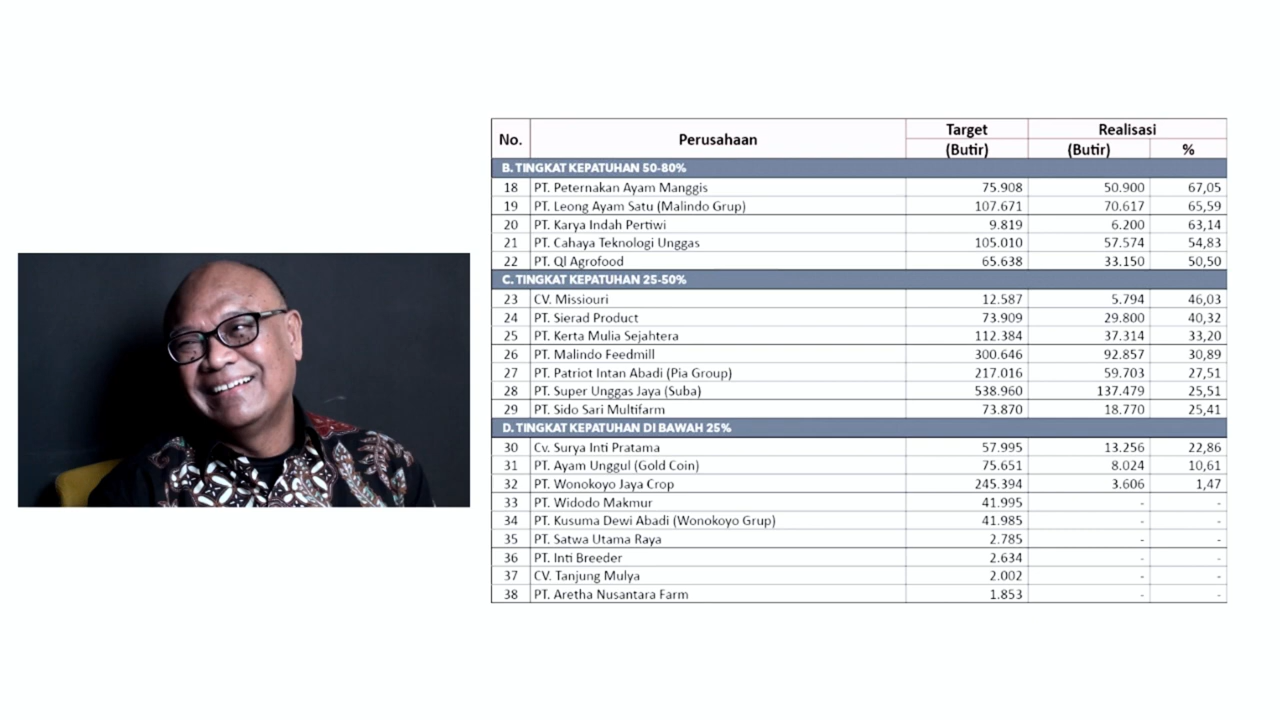 No. Perusahaan Target Realisasi
(Butir) (Butir) %
B. TINGKAT KEPATUHAN 50-80%
18 PT. Peternakan Ayam Manggis 75.908 50.900 67,05
19 PT. Leong Ayam Satu (Malindo Grup) 107.671 70.617 65,59
20 PT. Karya Indah Pertiwi 9.819 6.200 63,14
21 PT. Cahaya Teknologi Unggas 105.010 57.574 54,83
22 PT. QI Agrofood 65.638 33.150 50,50
C. TINGKAT KEPATUHAN 25-50%
23 CV. Missiouri 12.587 5.794 46,03
24 PT. Sierad Product 73.909 29.800 40,32
25 PT. Kerta Mulia Sejahtera 112.384 37.314 33,20
26 PT. Malindo Feedmill 300.646 92.857 30,89
27 PT. Patriot Intan Abadi (Pia Group) 217.016 59.703 27,51
28 PT. Super Unggas Jaya (Suba) 538.960 137.479 25,51
29 PT. Sido Sari Multifarm 73.870 18.770 25,41
D. TINGKAT KEPATUHAN DI BAWAH 25%
30 Cv. Surya Inti Pratama 57.995 13.256 22,86
31 PT. Ayam Unggul (Gold Coin) 75.651 8.024 10,61
32 PT. Wonokoyo Jaya Crop 245.394 3.606 1,47
33 PT. Widodo Makmur 41.995 - -
34 PT. Kusuma Dewi Abadi (Wonokoyo Grup) 41.985 - -
35 PT. Satwa Utama Raya 2.785 - -
36 PT. Inti Breeder 2.634 - -
37 CV. Tanjung Mulya 2.002 - -
38 PT. Aretha Nusantara Farm 1.853 - -